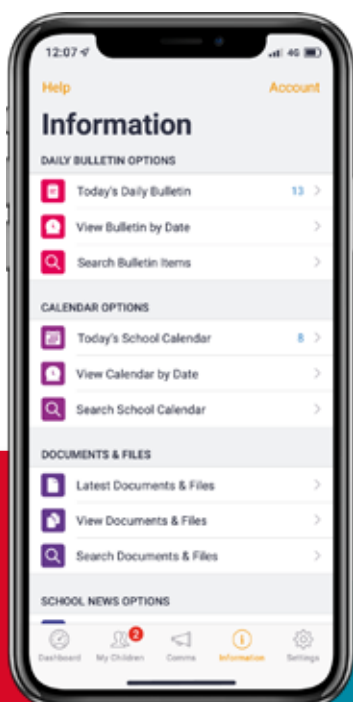 12:07
4G
Help Account
Information
DAILY BULLETIN OPTIONS
Today's Daily Bulletin 13
View Bulletin by Date
Search Bulletin Items
CALENDAR OPTIONS
Today's School Calendar 8
View Calendar by Date
Search School Calendar
DOCUMENTS & FILES
Latest Documents & Files
View Documents & Files
Search Documents & Files
SCHOOL NEWS OPTIONS
2
Dashboard My Children Comms Information Settings